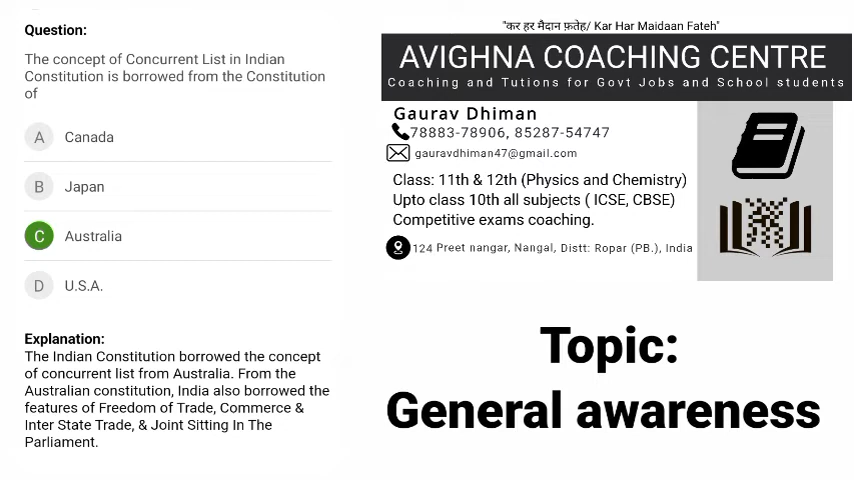 Question:
The concept of Concurrent List in Indian
Constitution is borrowed from the Constitution
of
A Canada
B Japan
C Australia
D U.S.A.
Explanation:
The Indian Constitution borrowed the concept
of concurrent list from Australia. From the
Australian constitution, India also borrowed the
features of Freedom of Trade, Commerce &
Inter State Trade, & Joint Sitting In The
Parliament.
"कर हर मैदान फ़तेह/ Kar Har Maidaan Fateh"
AVIGHNA COACHING CENTRE
Coaching and Tutions for Govt Jobs and School students
Gaurav Dhiman
78883-78906, 85287-54747
gauravdhiman47@gmail.com
Class: 11th & 12th (Physics and Chemistry)
Upto class 10th all subjects ( ICSE, CBSE)
Competitive exams coaching.
124 Preet nangar, Nangal, Distt: Ropar (PB.), India
Topic:
General awareness